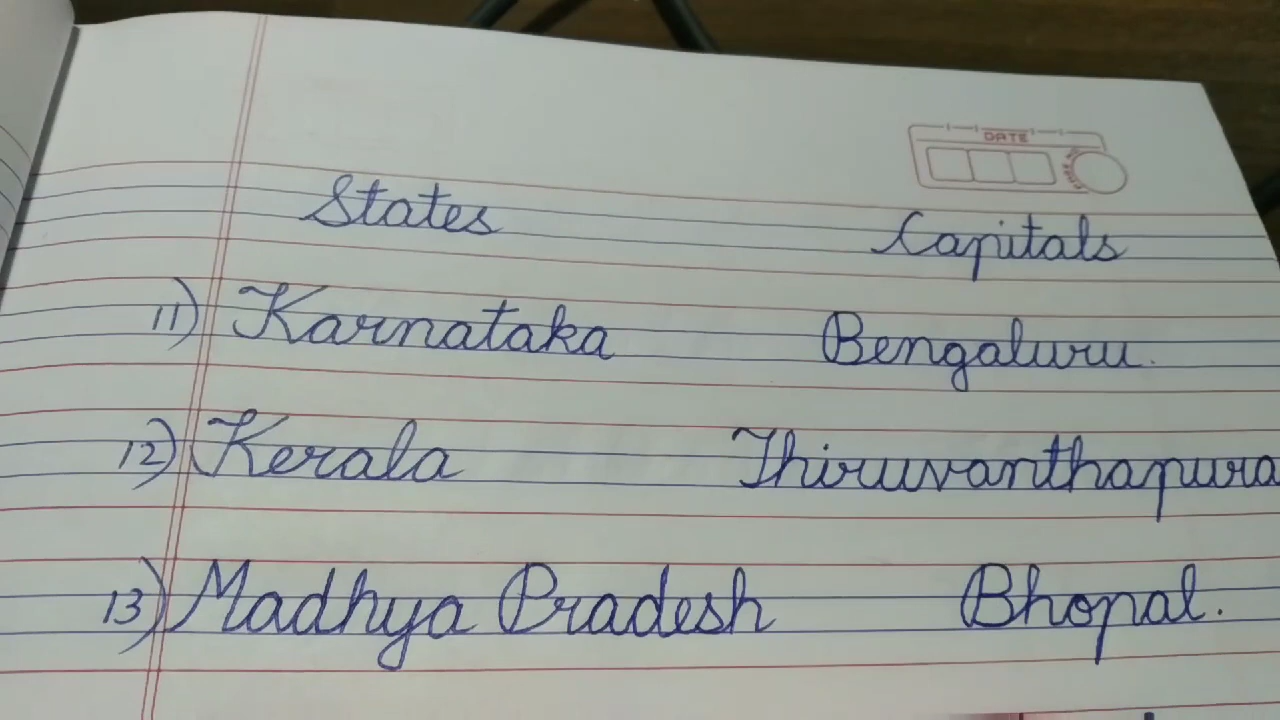 DATE
States Capitals
11) Karnataka Bengaluru.
12) Kerala Thiruvanthapura
13) Madhya Pradesh Bhopal.